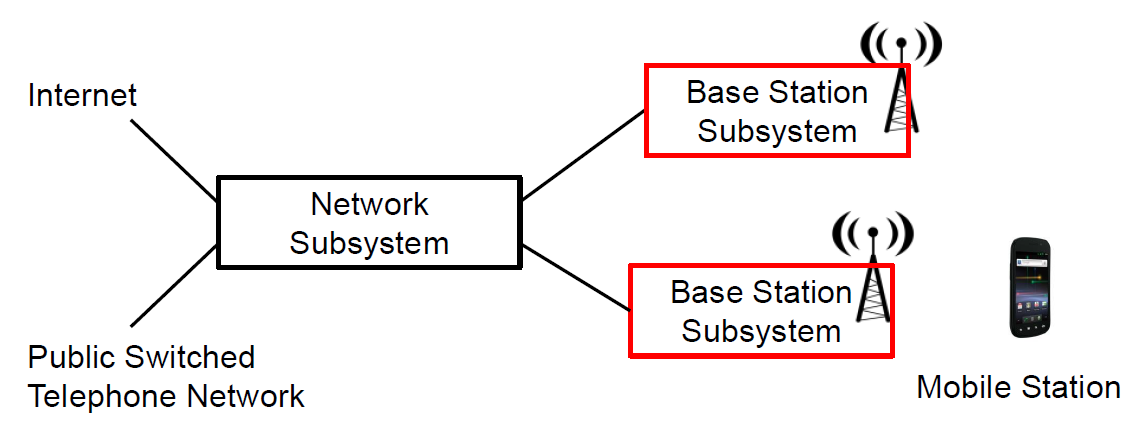 Internet
Base Station
Subsystem
Network
Subsystem
Base Station
Subsystem
Public Switched
Telephone Network
Mobile Station